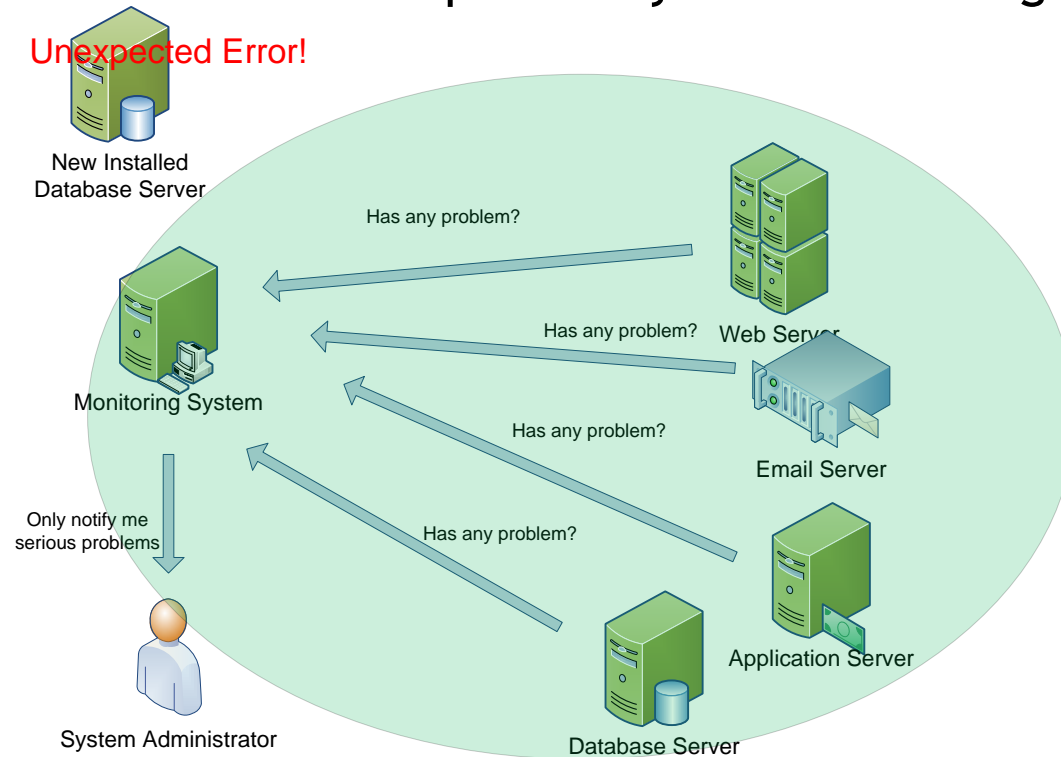 Unexpected Error!
New Installed
Database Server
Has any problem?
Web Server
Has any problem?
Monitoring System
Has any problem?
Email Server
Only notify me
serious problems
Has any problem?
Application Server
System Administrator
Database Server